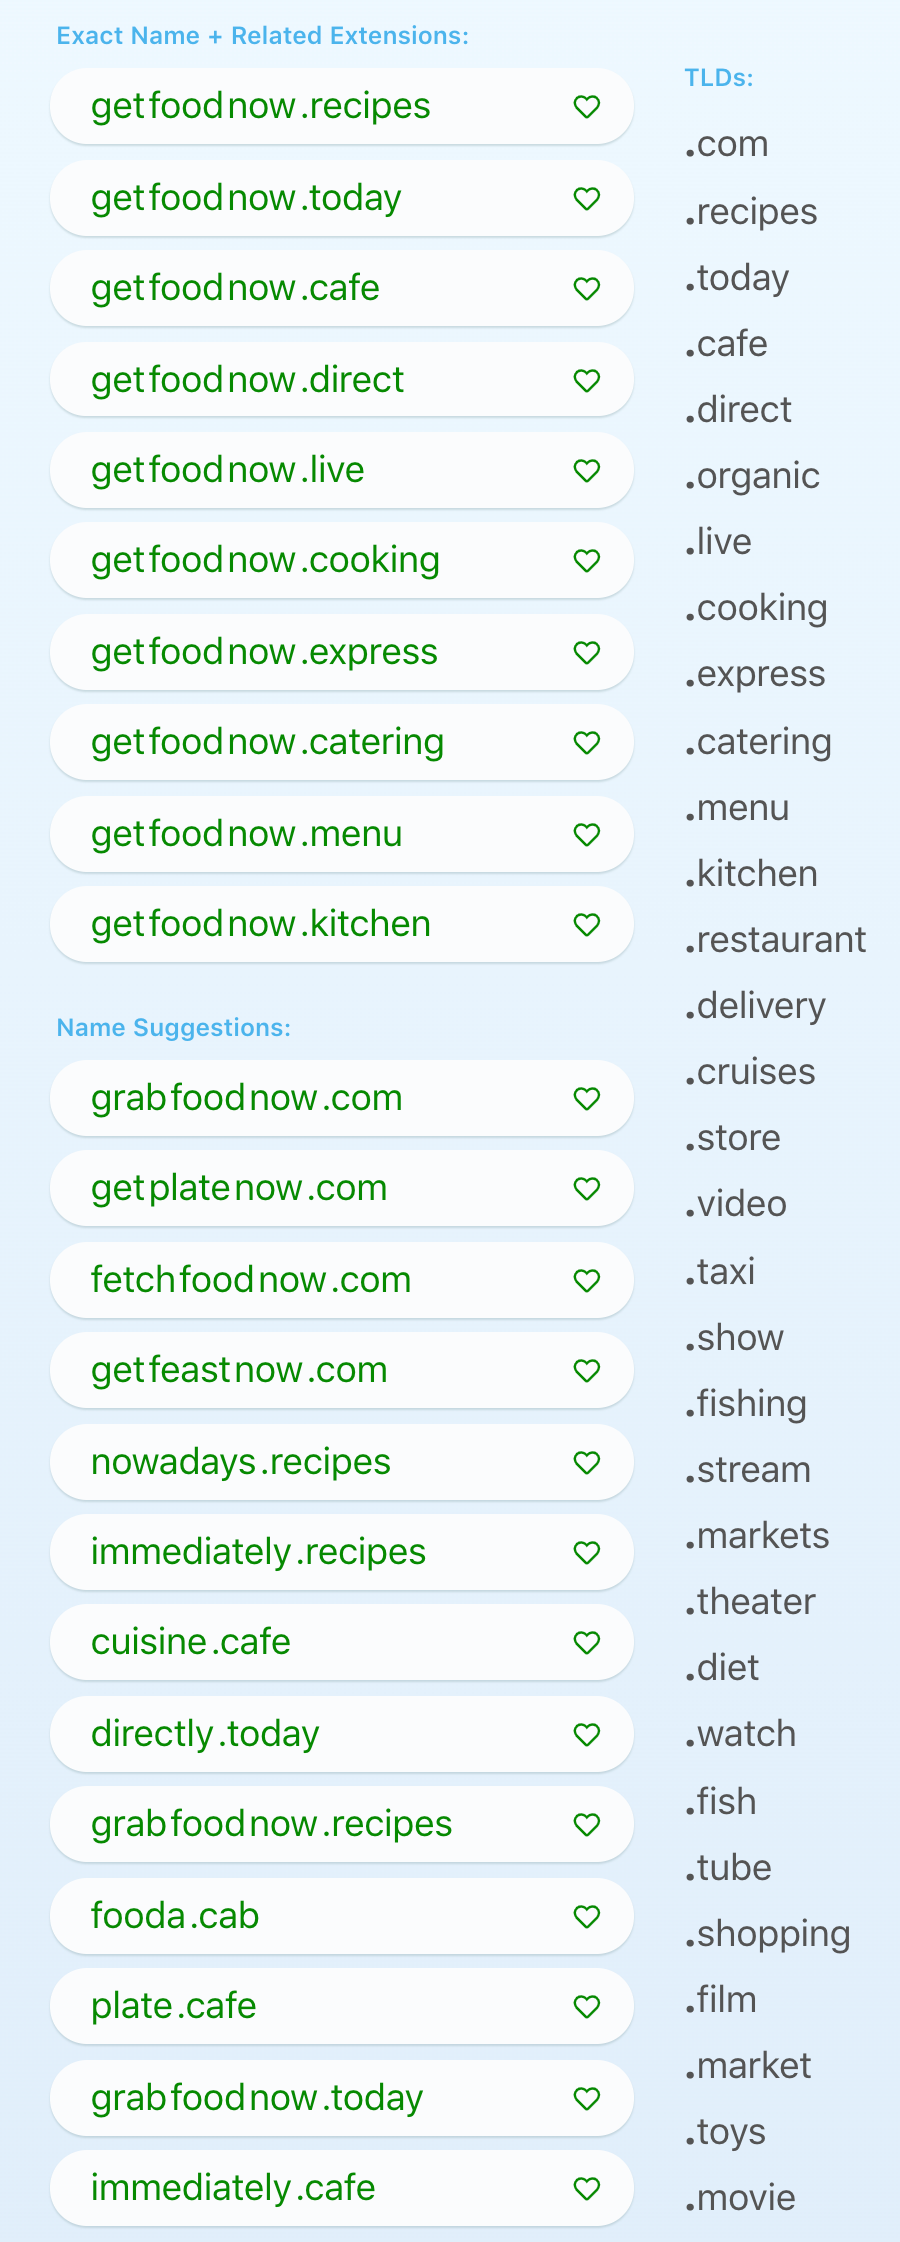 Exact Name + Related Extensions:
getfoodnow.recipes
getfoodnow.today
getfoodnow.cafe
getfoodnow.direct
getfoodnow.live
getfoodnow.cooking
getfoodnow.express
getfoodnow.catering
getfoodnow.menu
getfoodnow.kitchen
Name Suggestions:
grabfoodnow.com
getplatenow.com
fetchfoodnow.com
getfeastnow.com
nowadays.recipes
immediately.recipes
cuisine.cafe
directly.today
grabfoodnow.recipes
fooda.cab
plate.cafe
grabfoodnow.today
immediately.cafe
TLDs:
.com
.recipes
.today
.cafe
.direct
.organic
.live
.cooking
.express
.catering
.menu
.kitchen
.restaurant
.delivery
.cruises
.store
.video
.taxi
.show
.fishing
.stream
.markets
.theater
.diet
.watch
.fish
.tube
.shopping
.film
.market
.toys
.movie